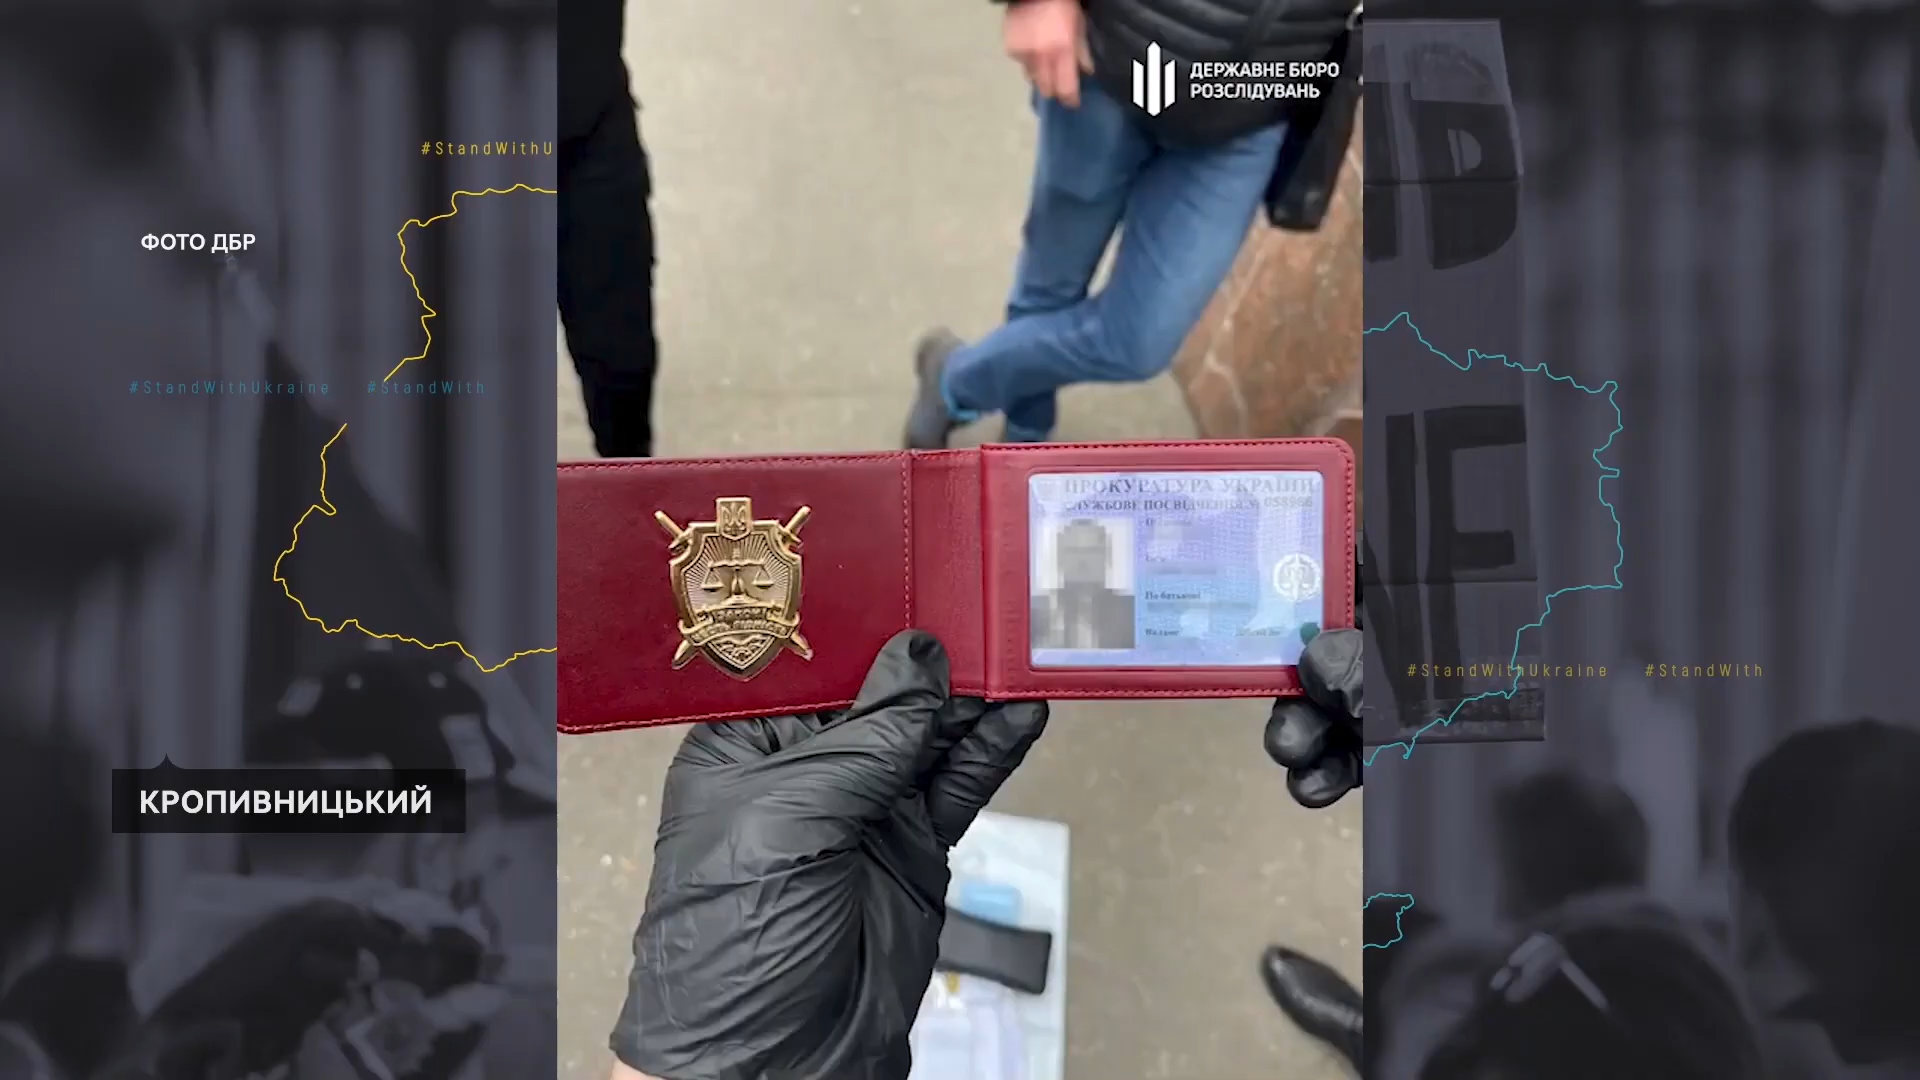 ДЕРЖАВНЕ БЮРО
РОЗСЛІДУВАНЬ
#StandWithU
ФОТО ДБР
#StandWithUkraine #StandWith
ПРОКУРАТУРА УКРАЇНИ
СЛУЖБОВЕ ПОСВІДЧЕННЯ
По батькові
#StandWithUkraine #StandWith
КРОПИВНИЦЬКИЙ